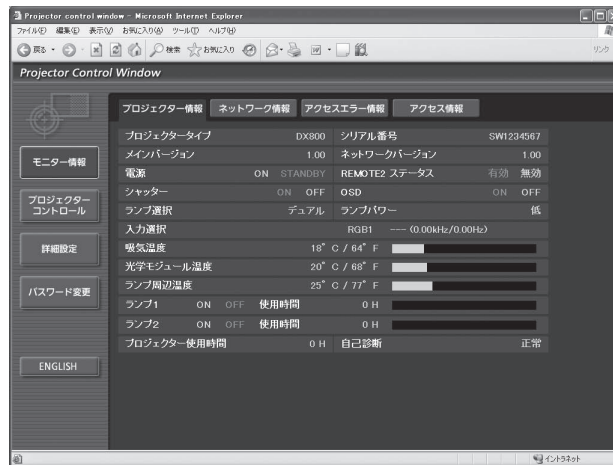 Projector control window - Microsoft Internet Explorer
ファイル(F) 編集(E) 表示(V) お気に入り(A) ツール(T) ヘルプ(H)
戻る 検索 お気に入り リンク
Projector Control Window
プロジェクター情報 ネットワーク情報 アクセスエラー情報 アクセス情報
モニター情報
プロジェクター
コントロール
詳細設定
パスワード変更
ENGLISH
プロジェクタータイプ DX800 シリアル番号 SW1234567
メインバージョン 1.00 ネットワークバージョン 1.00
電源 ON STANDBY REMOTE2 ステータス 有効 無効
シャッター ON OFF OSD ON OFF
ランプ選択 デュアル ランプパワー 低
入力選択 RGB1 --- (0.00kHz/0.00Hz)
吸気温度 18° C / 64° F
光学モジュール温度 20° C / 68° F
ランプ周辺温度 25° C / 77° F
ランプ1 ON OFF 使用時間 0 H
ランプ2 ON OFF 使用時間 0 H
プロジェクター使用時間 0 H 自己診断 正常
イントラネット